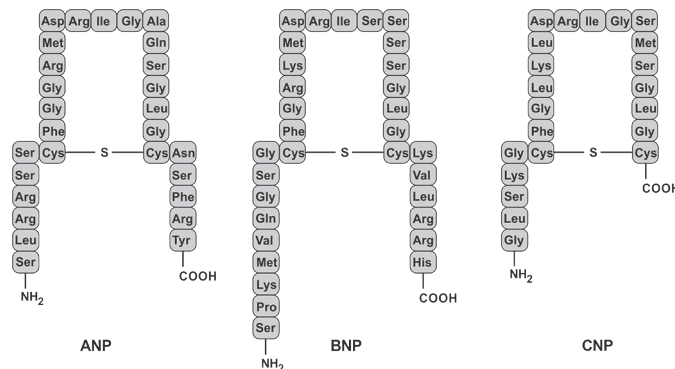 Asp Arg Ile Gly Ala
Met Gln
Arg Ser
Gly Gly
Gly Leu
Phe Gly
Ser Cys S Cys Asn
Ser Ser
Arg Phe
Arg Arg
Leu Tyr
Ser COOH
NH2
ANP
Asp Arg Ile Ser Ser
Met Ser
Lys Ser
Arg Gly
Gly Leu
Phe Gly
Gly Cys S Cys Lys
Ser Val
Gly Leu
Gln Arg
Val Arg
Met His
Lys COOH
Pro
Ser
NH2
BNP
Asp Arg Ile Gly Ser
Leu Met
Lys Ser
Leu Gly
Gly Leu
Phe Gly
Gly Cys S Cys
Lys COOH
Ser
Leu
Gly
NH2
CNP